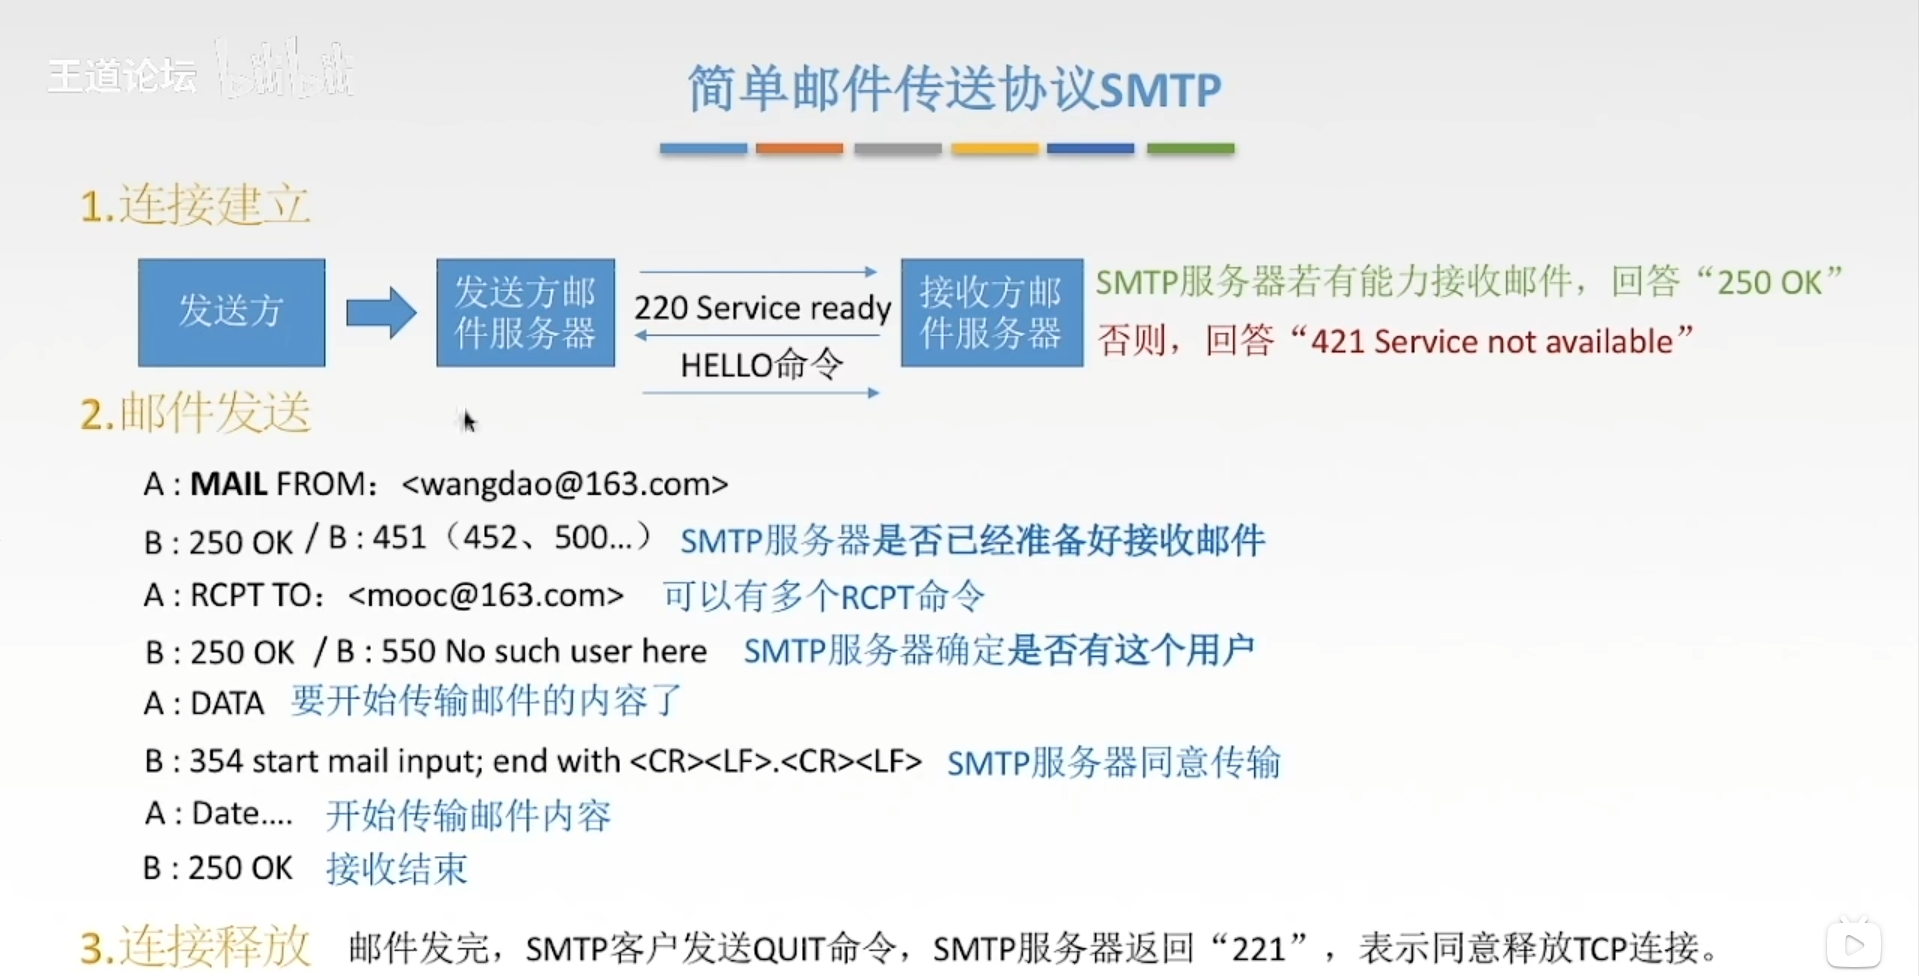 王道论坛 bilibili
简单邮件传送协议SMTP
1.连接建立
发送方
发送方邮
件服务器
220 Service ready
HELLO命令
接收方邮
件服务器
SMTP服务器若有能力接收邮件，回答“250 OK”
否则，回答“421 Service not available”
2.邮件发送
A : MAIL FROM：<wangdao@163.com>
B : 250 OK / B : 451（452、500...） SMTP服务器是否已经准备好接收邮件
A : RCPT TO：<mooc@163.com> 可以有多个RCPT命令
B : 250 OK / B : 550 No such user here SMTP服务器确定是否有这个用户
A : DATA 要开始传输邮件的内容了
B : 354 start mail input; end with <CR><LF>.<CR><LF> SMTP服务器同意传输
A : Date.... 开始传输邮件内容
B : 250 OK 接收结束
3.连接释放 邮件发完，SMTP客户发送QUIT命令，SMTP服务器返回“221”，表示同意释放TCP连接。